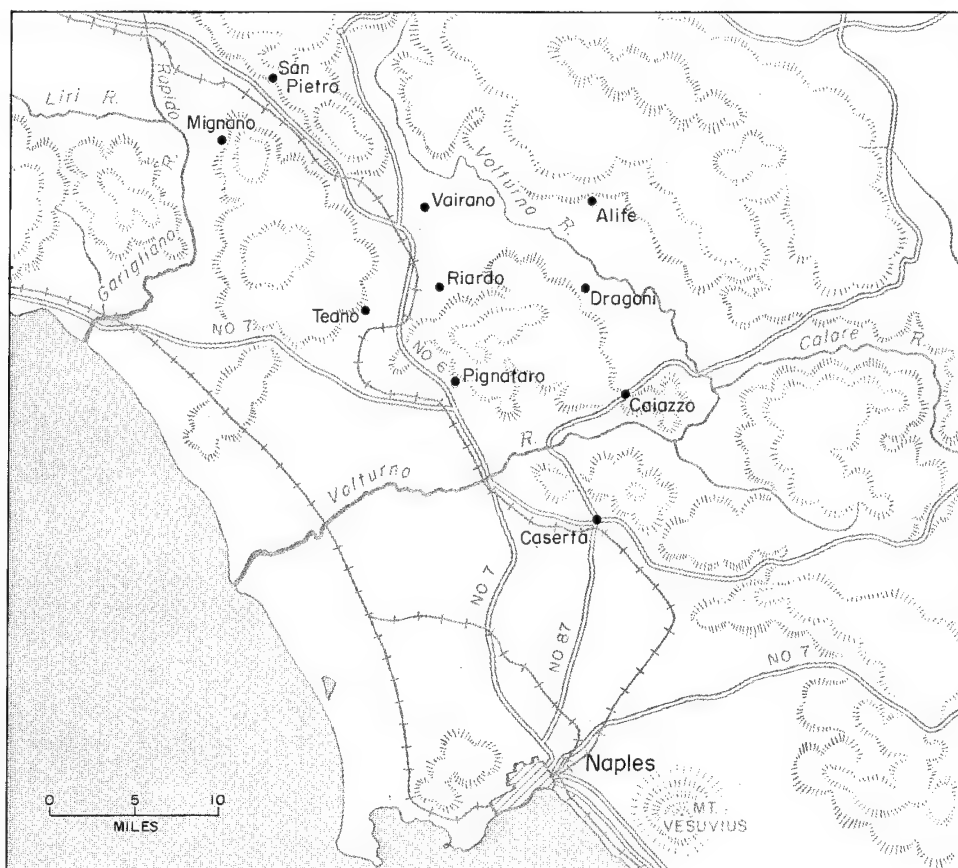 San
Pietro
Rapido
R.
Liri R.
Mignano
Volturno
R.
Vairano
Alife
Garigliano
Riardo
Dragoni
Teano
NO 7
NO 6
Calore R.
Pignataro
Caiazzo
Volturno
R.
Caserta
NO 7
NO 87
NO 7
Naples
0 10
MILES
MT.
VESUVIUS